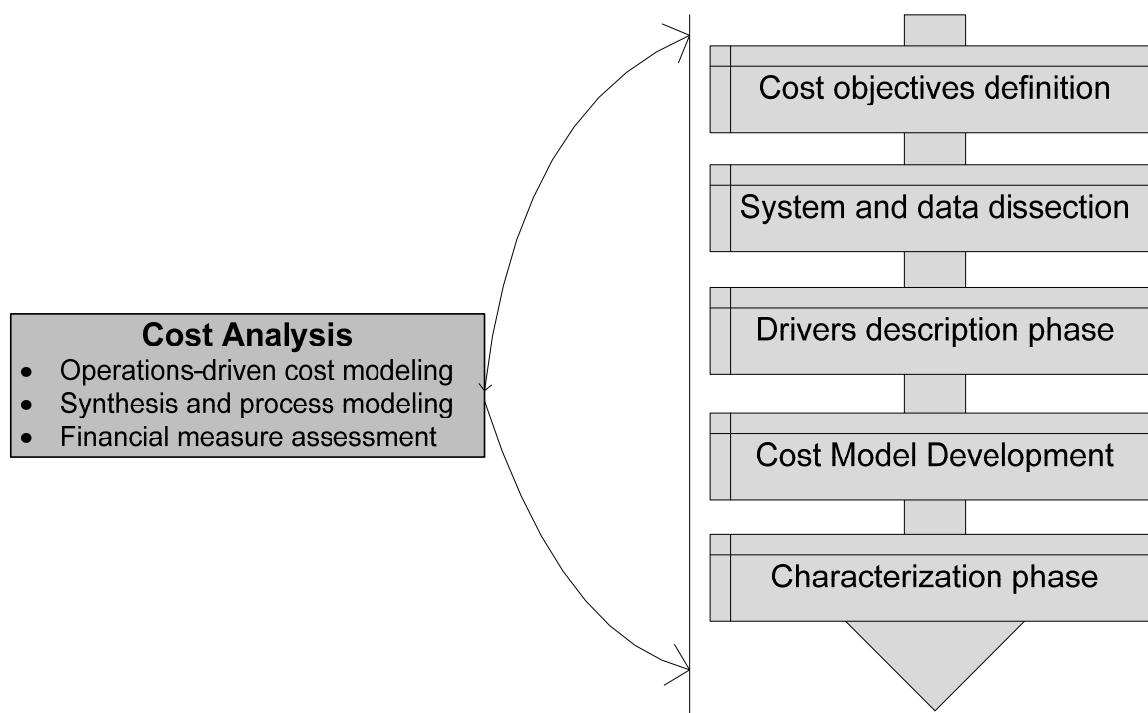 Cost Analysis
• Operations-driven cost modeling
• Synthesis and process modeling
• Financial measure assessment
Cost objectives definition
System and data dissection
Drivers description phase
Cost Model Development
Characterization phase